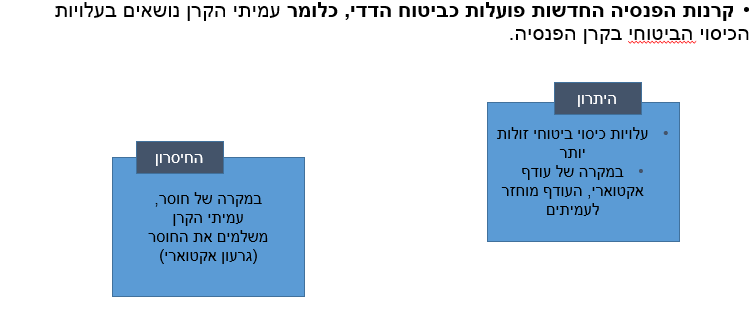 • קרנות הפנסיה החדשות פועלות כביטוח הדדי, כלומר עמיתי הקרן נושאים בעלויות
הכיסוי הביטוחי בקרן הפנסיה.
היתרון
• עלויות כיסוי ביטוחי זולות
יותר
• במקרה של עודף
אקטוארי, העודף מוחזר
לעמיתים
החיסרון
במקרה של חוסר,
עמיתי הקרן
משלמים את החוסר
(גרעון אקטוארי)